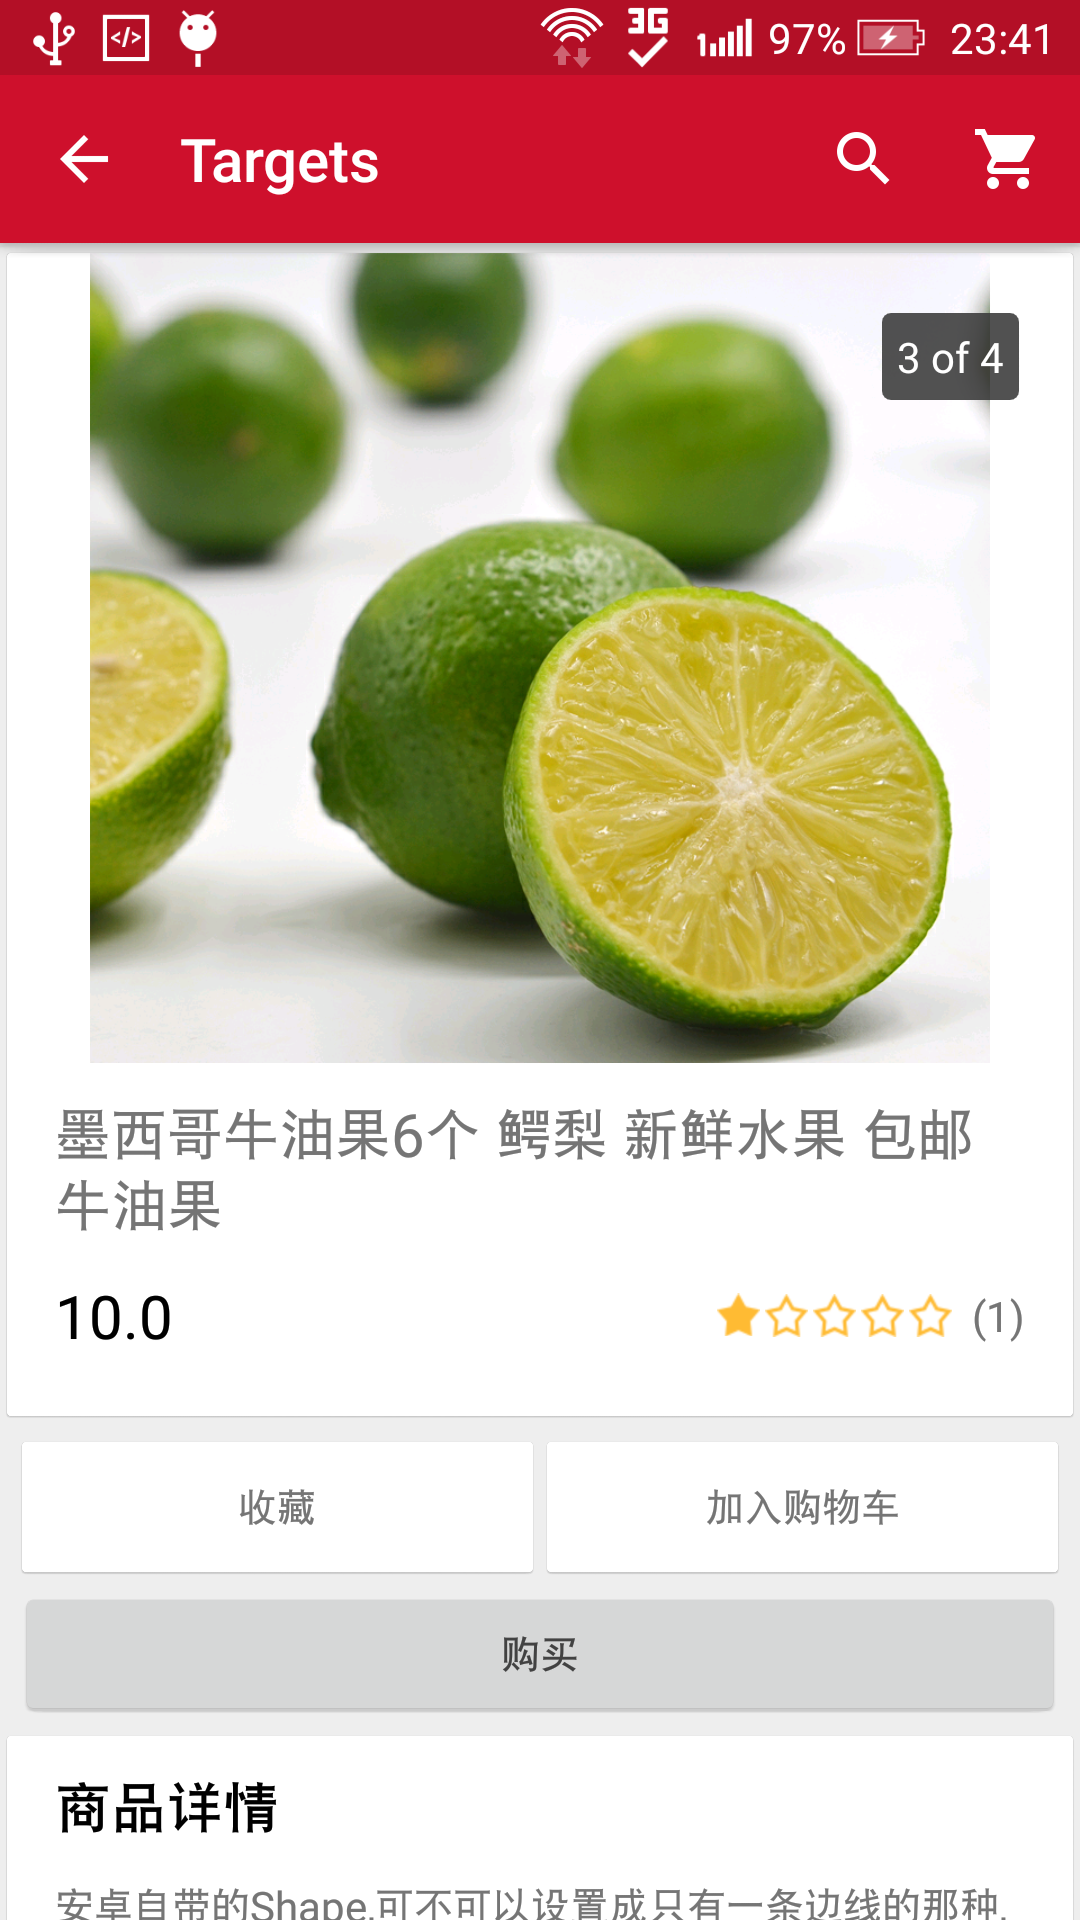 </> 3G 1 97% 23:41
Targets
3 of 4
墨西哥牛油果6个 鳄梨 新鲜水果 包邮
牛油果
10.0 (1)
收藏 加入购物车
购买
商品详情
安卓自带的Shape,可不可以设置成只有一条边线的那种,